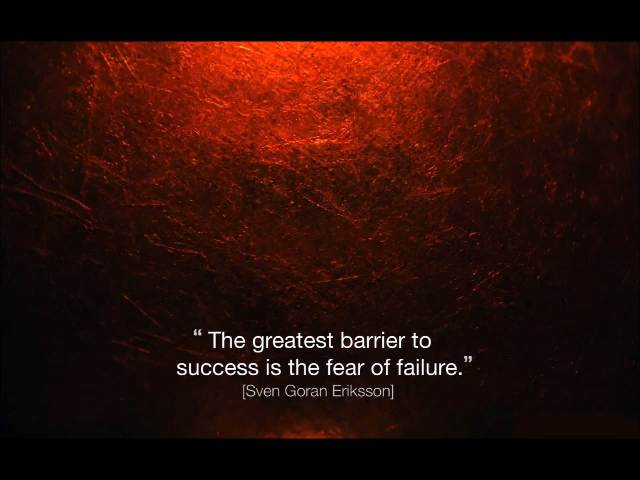 “ The greatest barrier to
success is the fear of failure.”
[Sven Goran Eriksson]